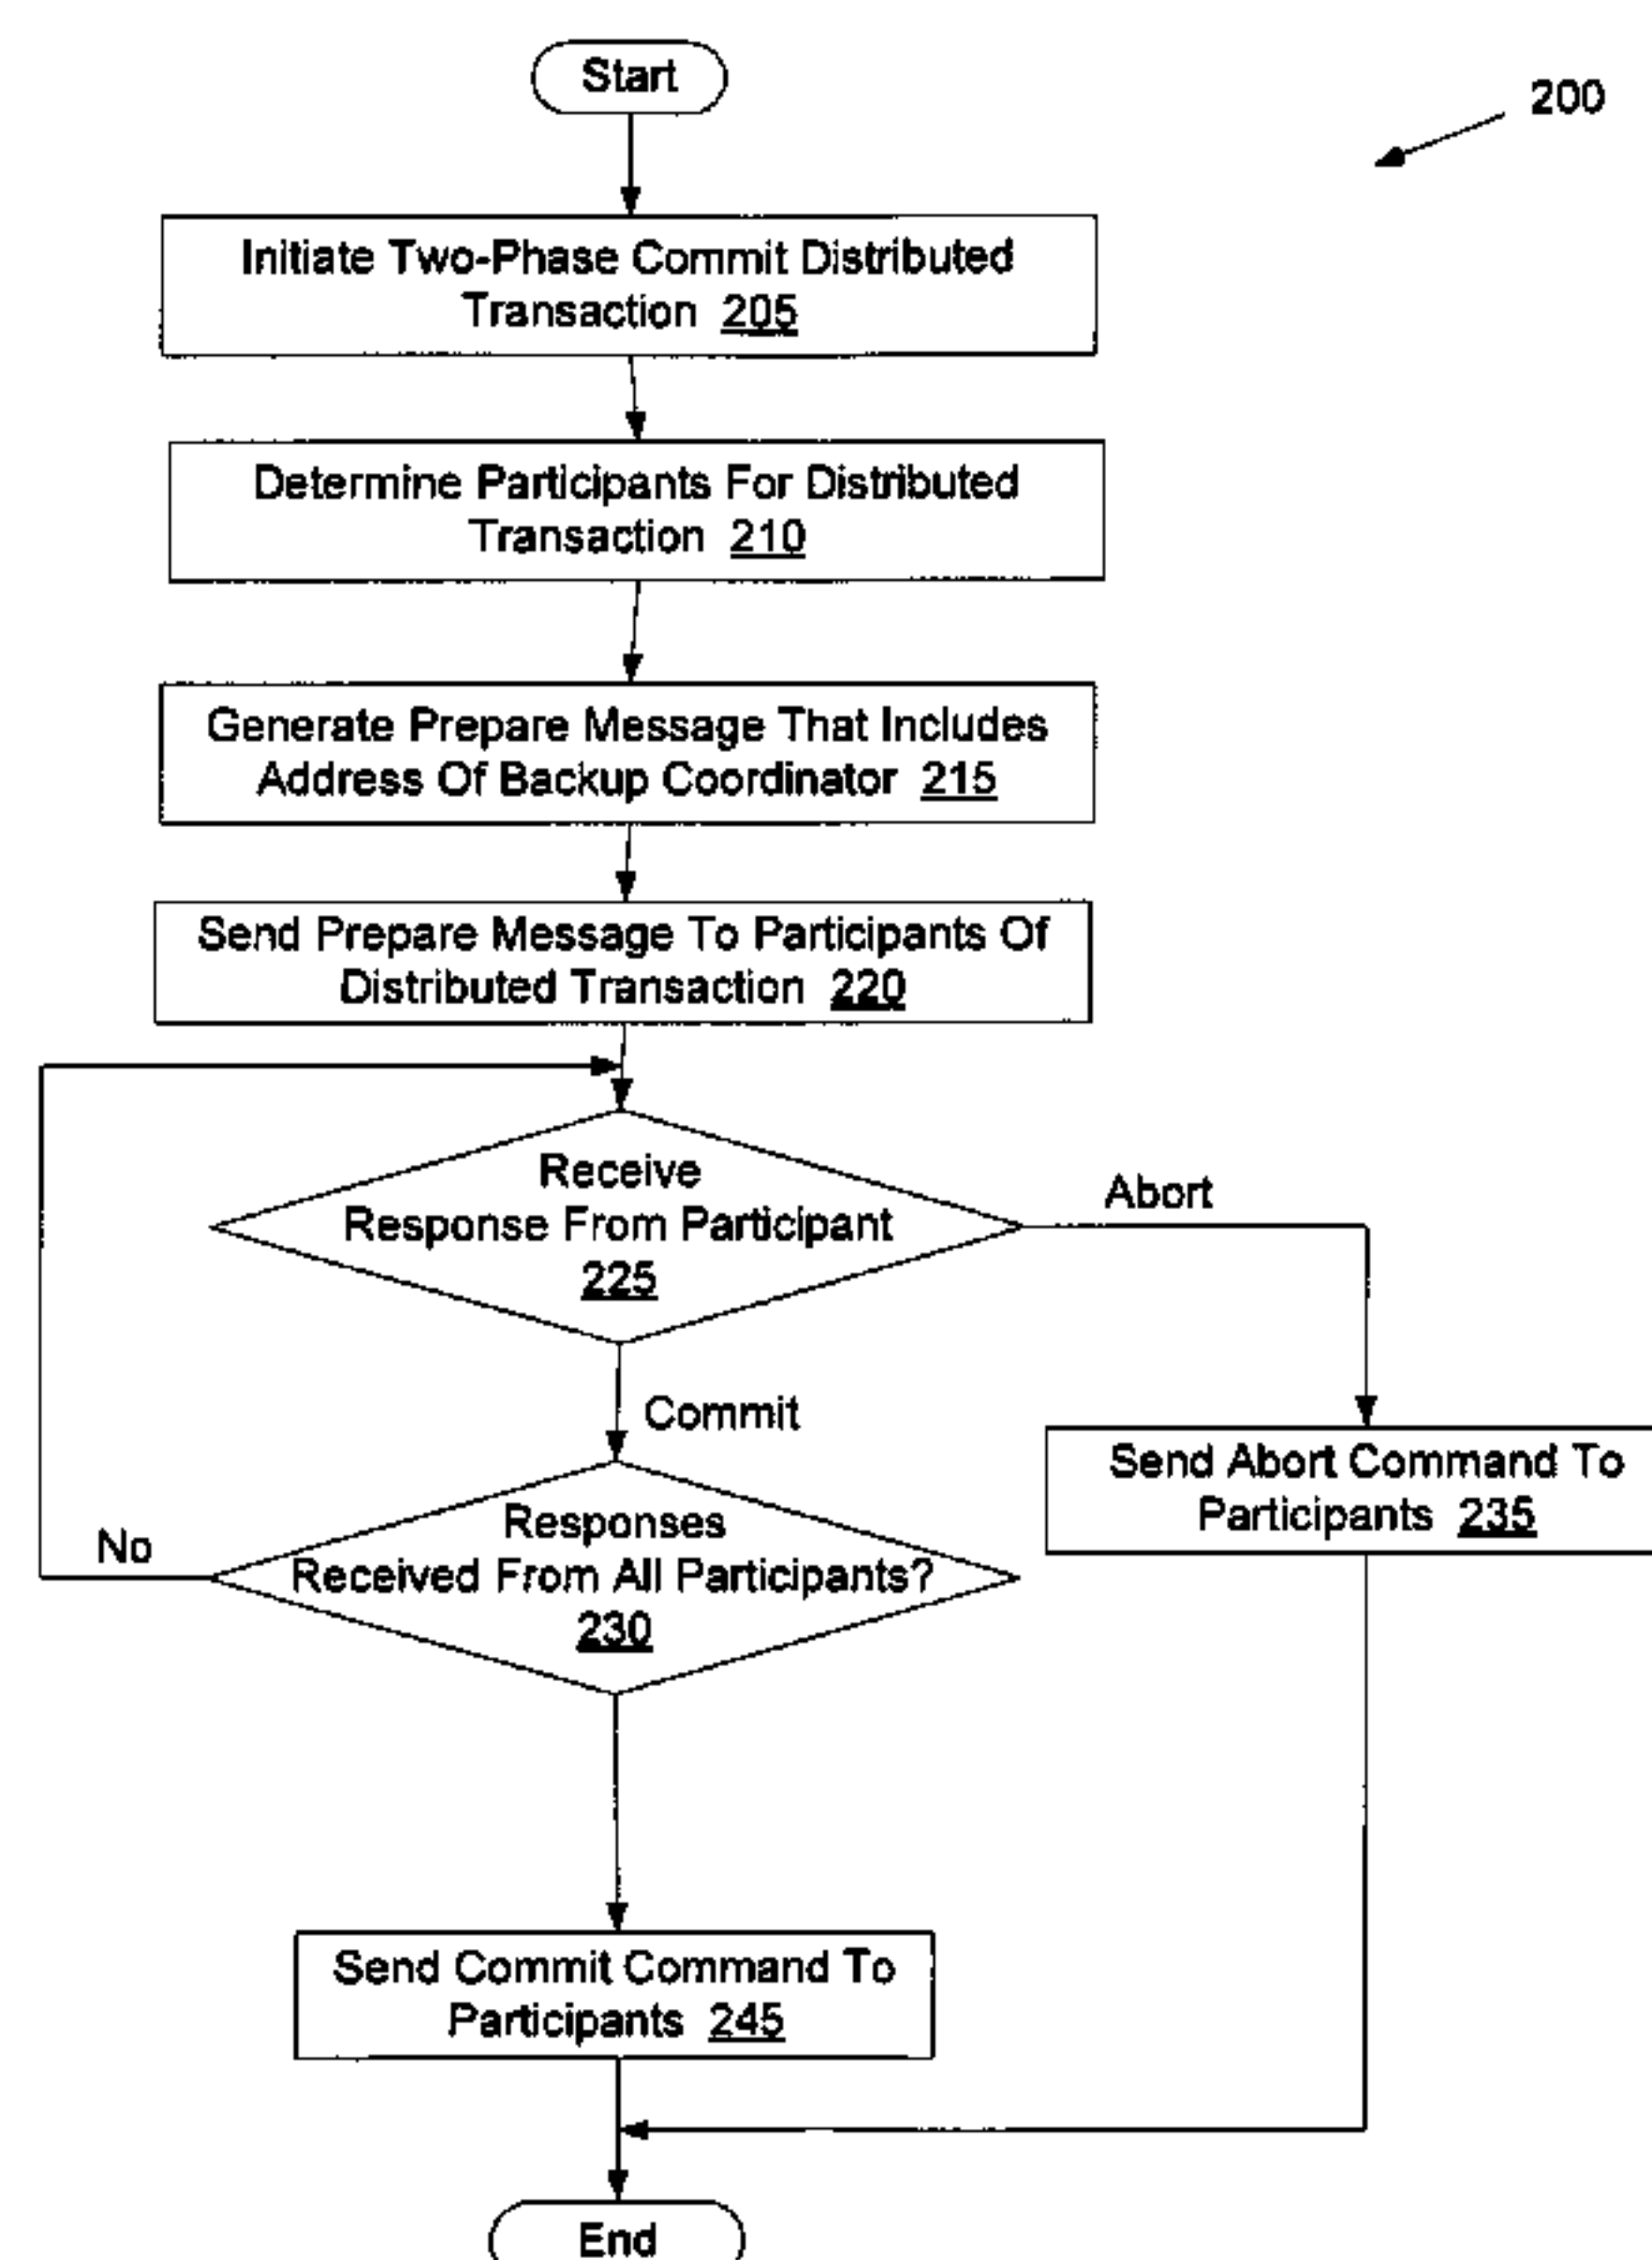 Start
200
Initiate Two-Phase Commit Distributed
Transaction 205
Determine Participants For Distributed
Transaction 210
Generate Prepare Message That Includes
Address Of Backup Coordinator 215
Send Prepare Message To Participants Of
Distributed Transaction 220
Receive
Response From Participant
225
Abort
Commit
Send Abort Command To
Participants 235
Responses
Received From All Participants?
230
No
Send Commit Command To
Participants 245
End